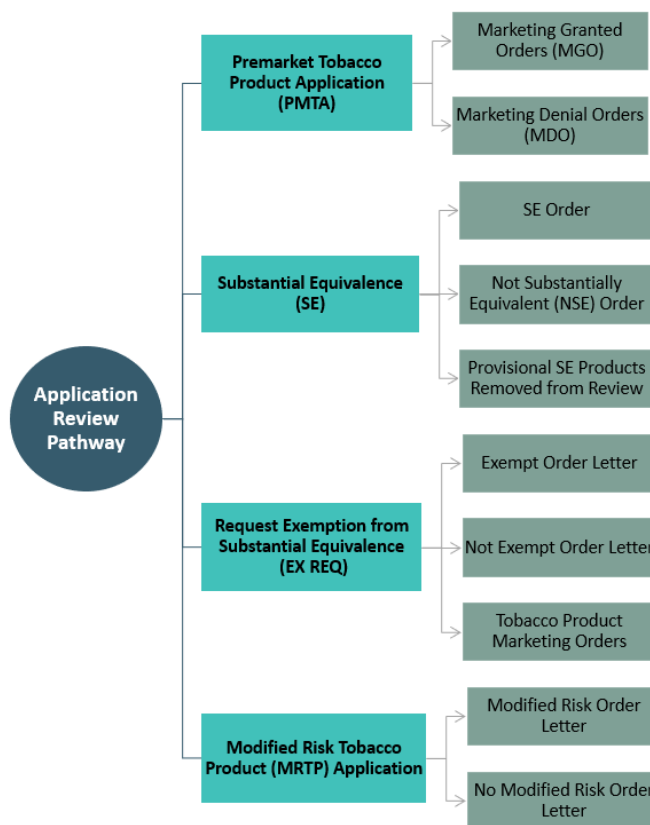 Application
Review
Pathway
Premarket Tobacco
Product Application
(PMTA)
Marketing Granted
Orders (MGO)
Marketing Denial Orders
(MDO)
Substantial Equivalence
(SE)
SE Order
Not Substantially
Equivalent (NSE) Order
Provisional SE Products
Removed from Review
Request Exemption from
Substantial Equivalence
(EX REQ)
Exempt Order Letter
Not Exempt Order Letter
Tobacco Product
Marketing Orders
Modified Risk Tobacco
Product (MRTP) Application
Modified Risk Order
Letter
No Modified Risk Order
Letter